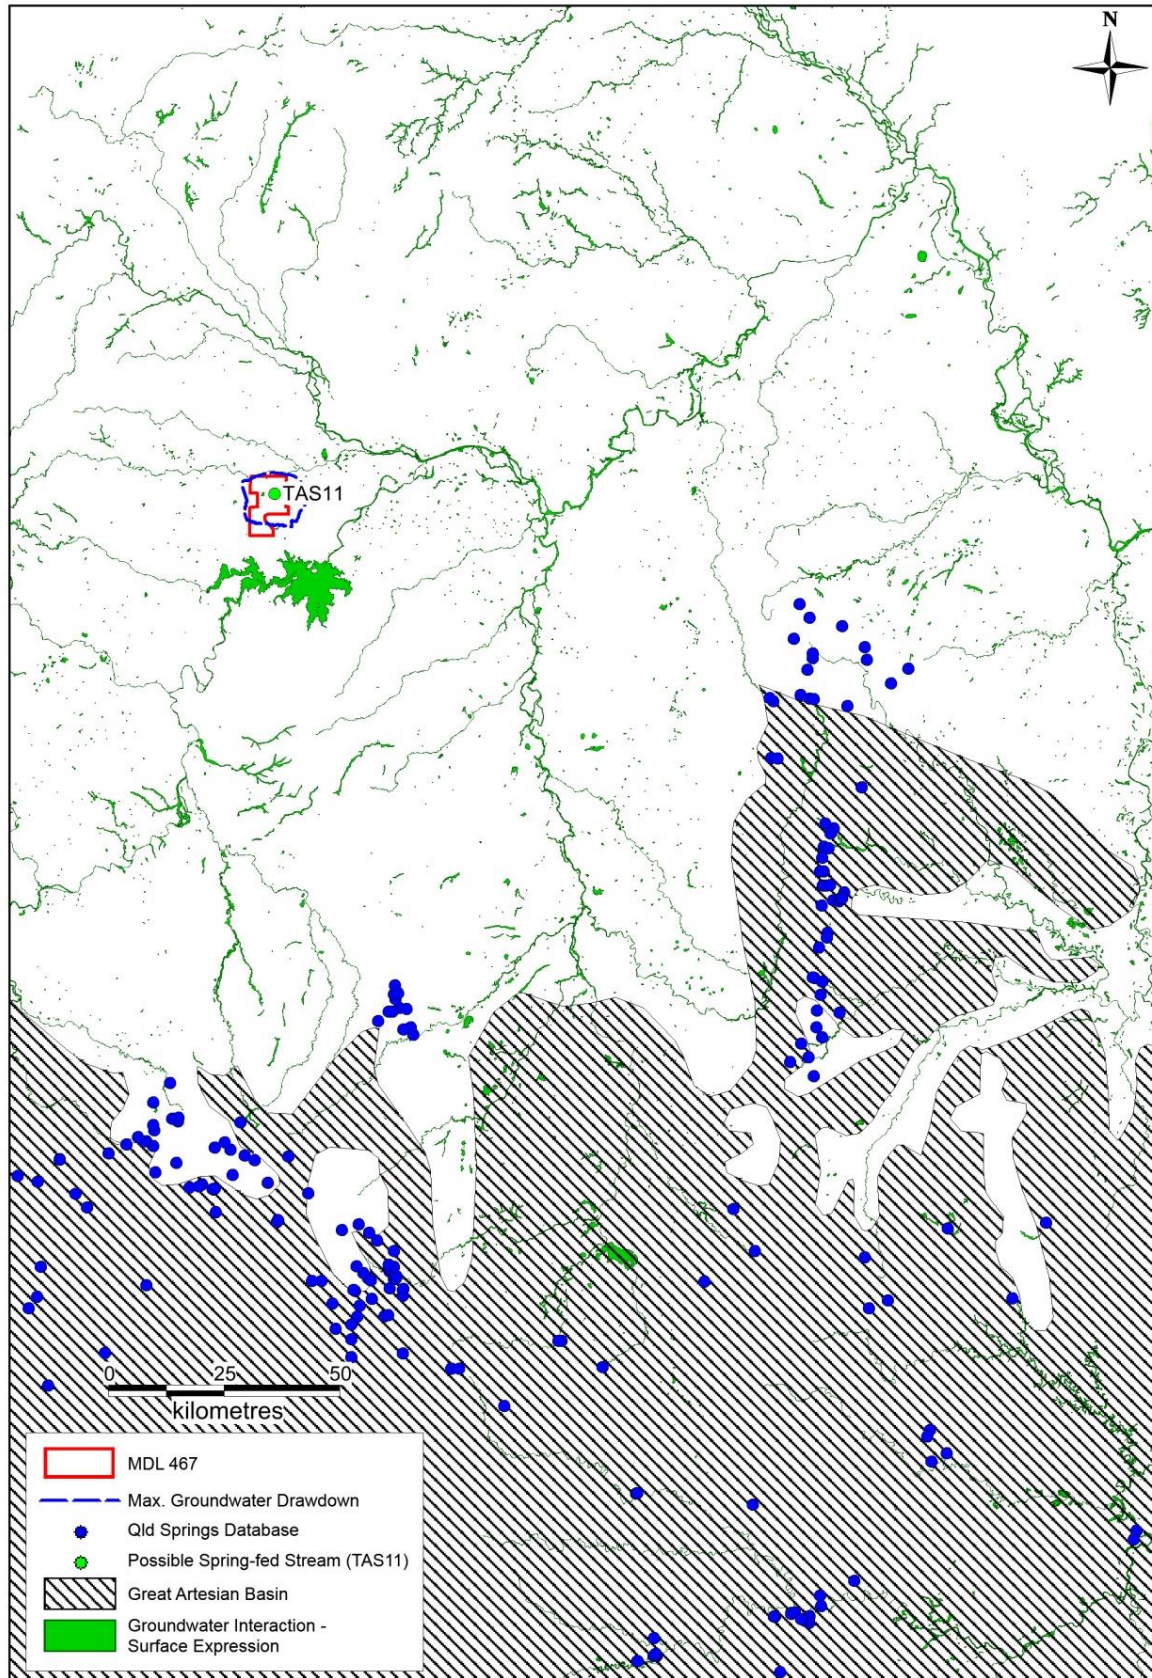 N
TAS11
0 25 50
kilometres
MDL 467
Max. Groundwater Drawdown
Qld Springs Database
Possible Spring-fed Stream (TAS11)
Great Artesian Basin
Groundwater Interaction -
Surface Expression